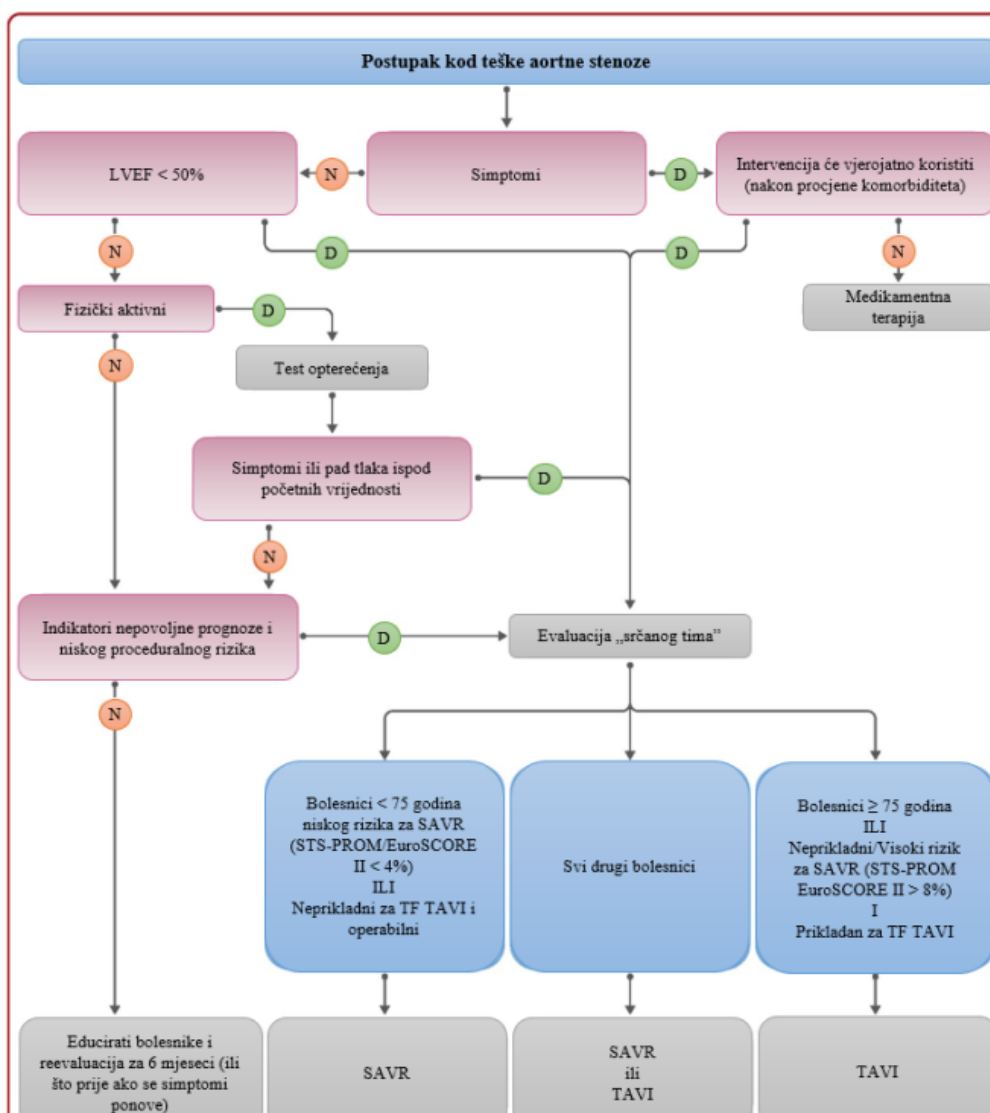 Postupak kod teške aortne stenoze
LVEF < 50%
N
Simptomi
D
Intervencija će vjerojatno koristiti
(nakon procjene komorbiditeta)
N
D
D
N
Fizički aktivni
D
Medikamentna
terapija
N
Test opterećenja
Simptomi ili pad tlaka ispod
početnih vrijednosti
D
N
Indikatori nepovoljne prognoze i
niskog proceduralnog rizika
D
Evaluacija „srčanog tima”
N
Bolesnici < 75 godina
niskog rizika za SAVR
(STS-PROM/EuroSCORE
II < 4%)
ILI
Neprikladni za TF TAVI i
operabilni
Svi drugi bolesnici
Bolesnici ≥ 75 godina
ILI
Neprikladni/Visoki rizik
za SAVR (STS-PROM
EuroSCORE II > 8%)
I
Prikladan za TF TAVI
Educirati bolesnike i
reevaluacija za 6 mjeseci (ili
što prije ako se simptomi
ponove)
SAVR
SAVR
ili
TAVI
TAVI